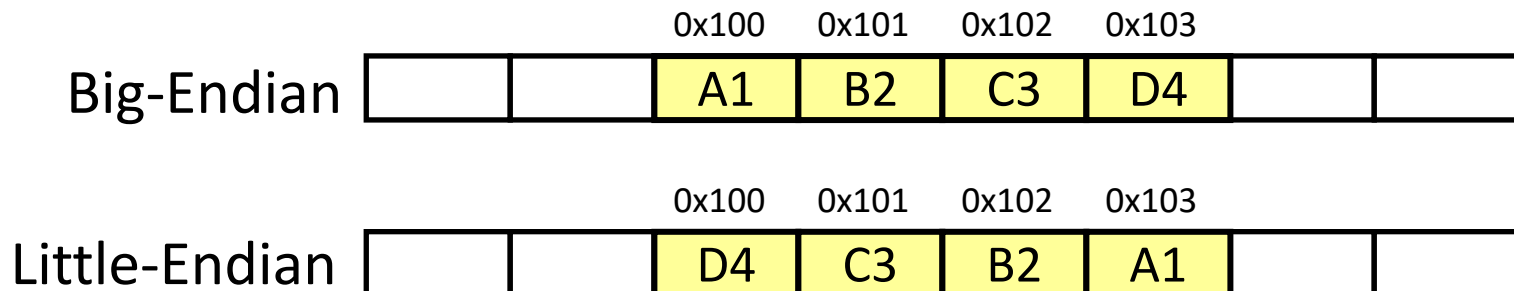 0x100 0x101 0x102 0x103
Big-Endian A1 B2 C3 D4
0x100 0x101 0x102 0x103
Little-Endian D4 C3 B2 A1